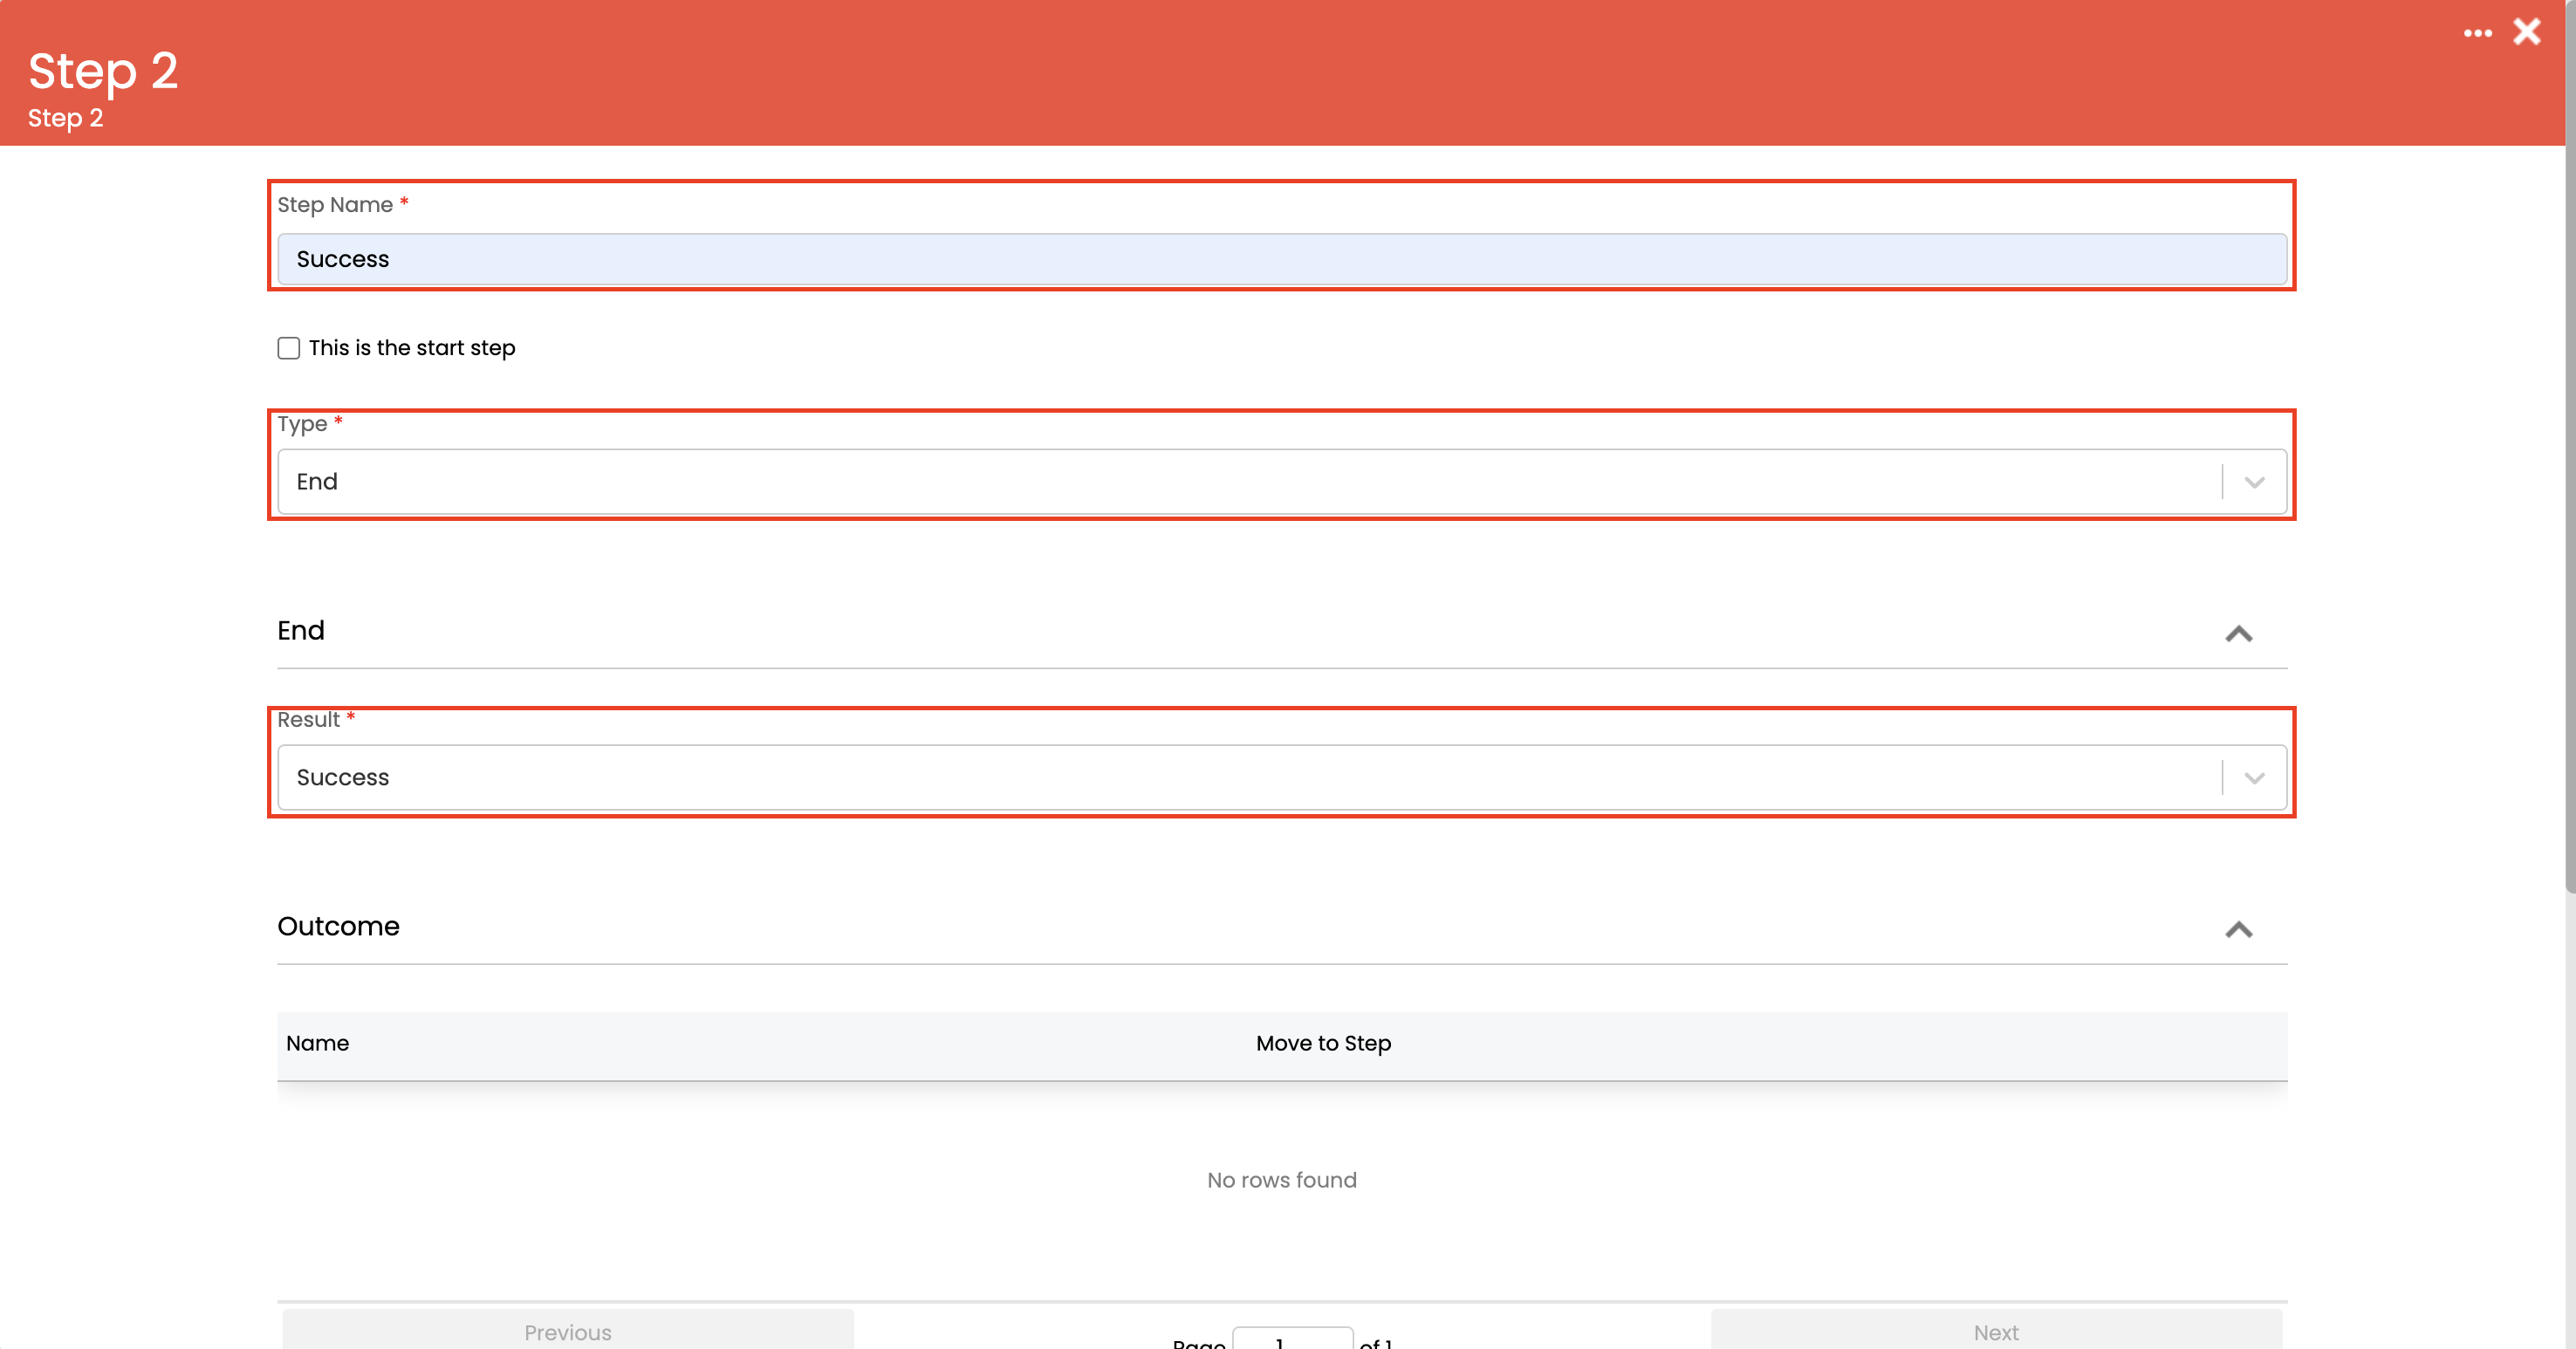 Step 2
Step 2
Step Name *
Success
This is the start step
Type *
End
End
Result *
Success
Outcome
Name Move to Step
No rows found
Previous Page 1 of 1 Next